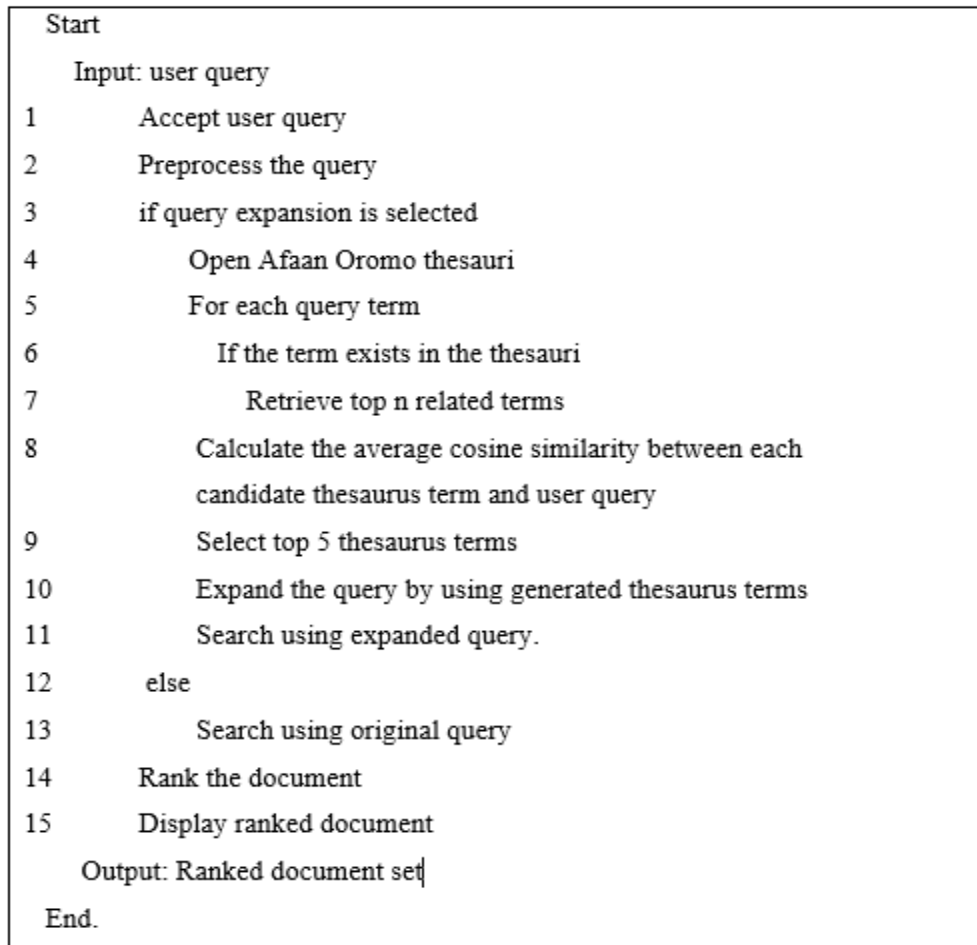 Start
Input: user query
1 Accept user query
2 Preprocess the query
3 if query expansion is selected
4 Open Afaan Oromo thesauri
5 For each query term
6 If the term exists in the thesauri
7 Retrieve top n related terms
8 Calculate the average cosine similarity between each
candidate thesaurus term and user query
9 Select top 5 thesaurus terms
10 Expand the query by using generated thesaurus terms
11 Search using expanded query.
12 else
13 Search using original query
14 Rank the document
15 Display ranked document
Output: Ranked document set
End.